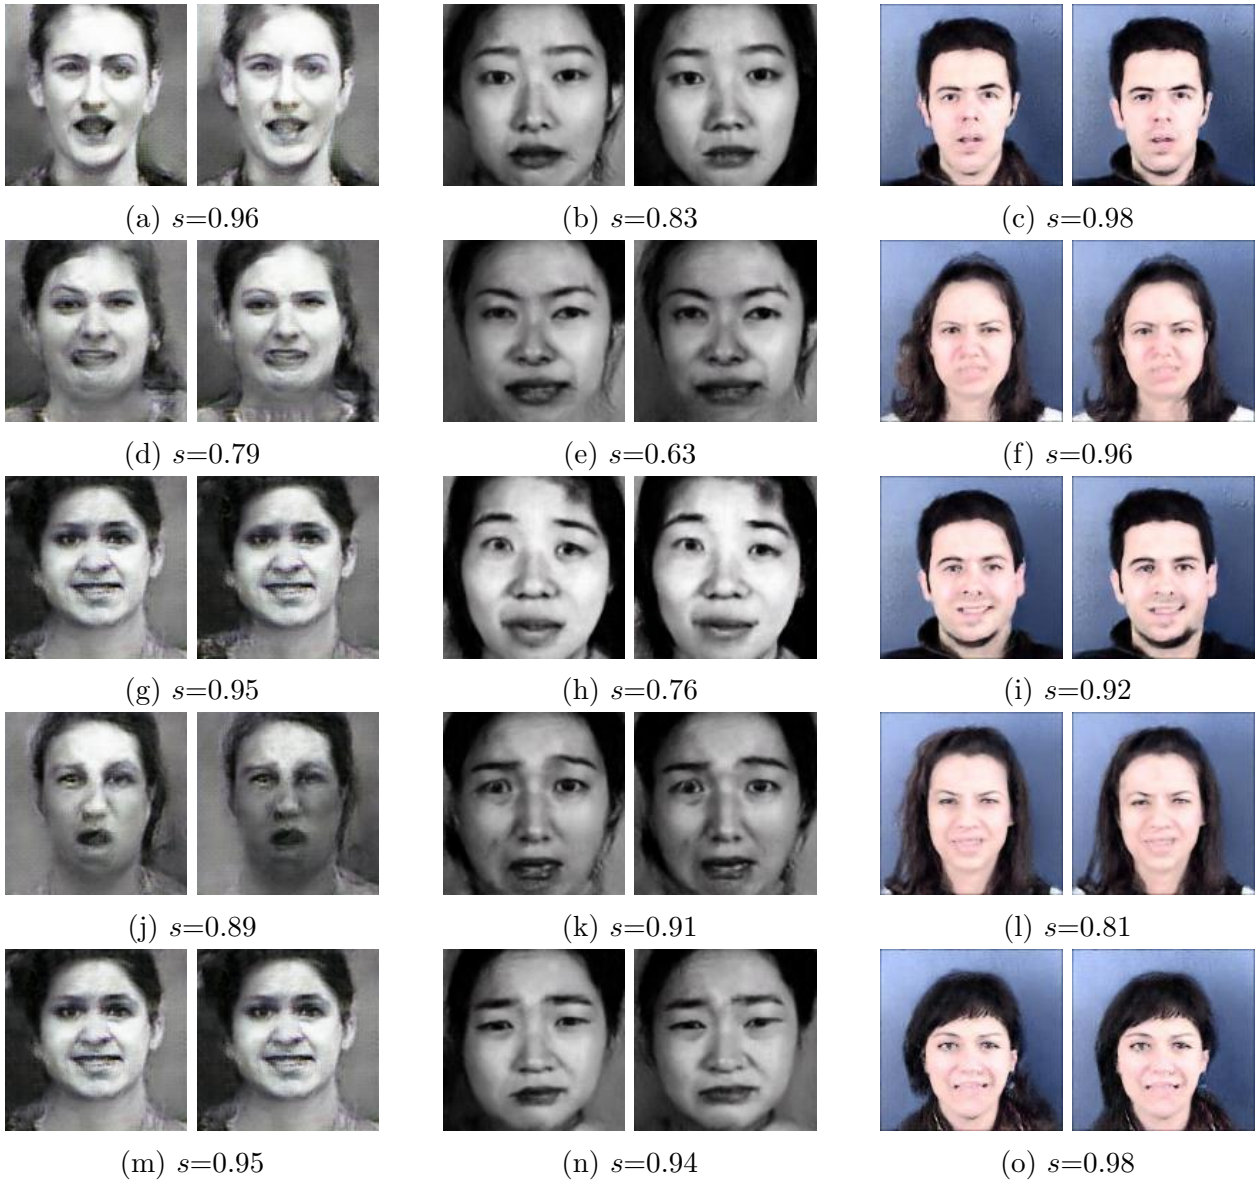 (a) s=0.96
(b) s=0.83
(c) s=0.98
(d) s=0.79
(e) s=0.63
(f) s=0.96
(g) s=0.95
(h) s=0.76
(i) s=0.92
(j) s=0.89
(k) s=0.91
(l) s=0.81
(m) s=0.95
(n) s=0.94
(o) s=0.98